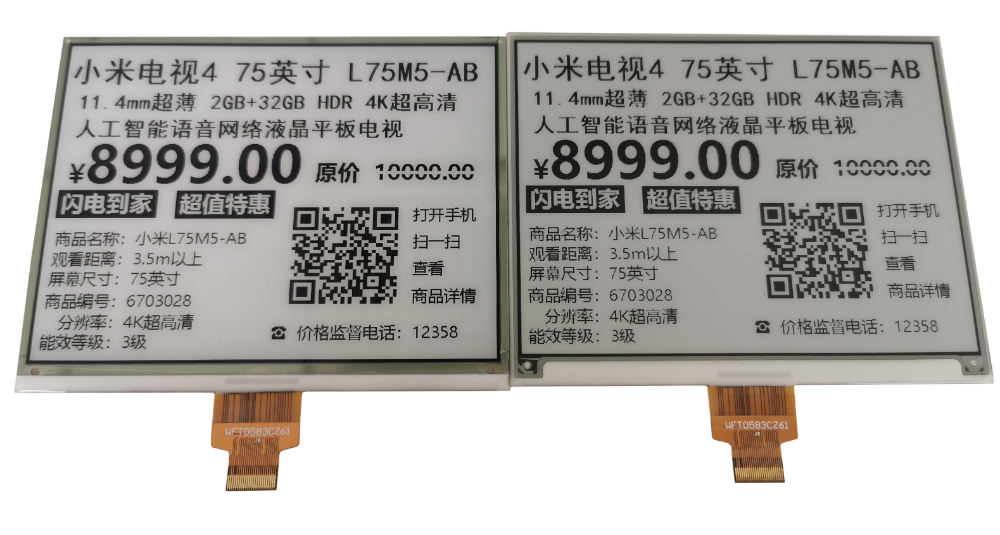 小米电视4 75英寸 L75M5-AB
11.4mm超薄 2GB+32GB HDR 4K超高清
人工智能语音网络液晶平板电视
¥8999.00 原价 10000.00
闪电到家 超值特惠
商品名称：小米L75M5-AB
观看距离：3.5m以上
屏幕尺寸：75英寸
商品编号：6703028
分辨率：4K超高清
能效等级：3级
打开手机
扫一扫
查看
商品详情
☎ 价格监督电话：12358
WFT0583CZ61
小米电视4 75英寸 L75M5-AB
11.4mm超薄 2GB+32GB HDR 4K超高清
人工智能语音网络液晶平板电视
¥8999.00 原价 10000.00
闪电到家 超值特惠
商品名称：小米L75M5-AB
观看距离：3.5m以上
屏幕尺寸：75英寸
商品编号：6703028
分辨率：4K超高清
能效等级：3级
打开手机
扫一扫
查看
商品详情
☎ 价格监督电话：12358
WFT0583CZ61